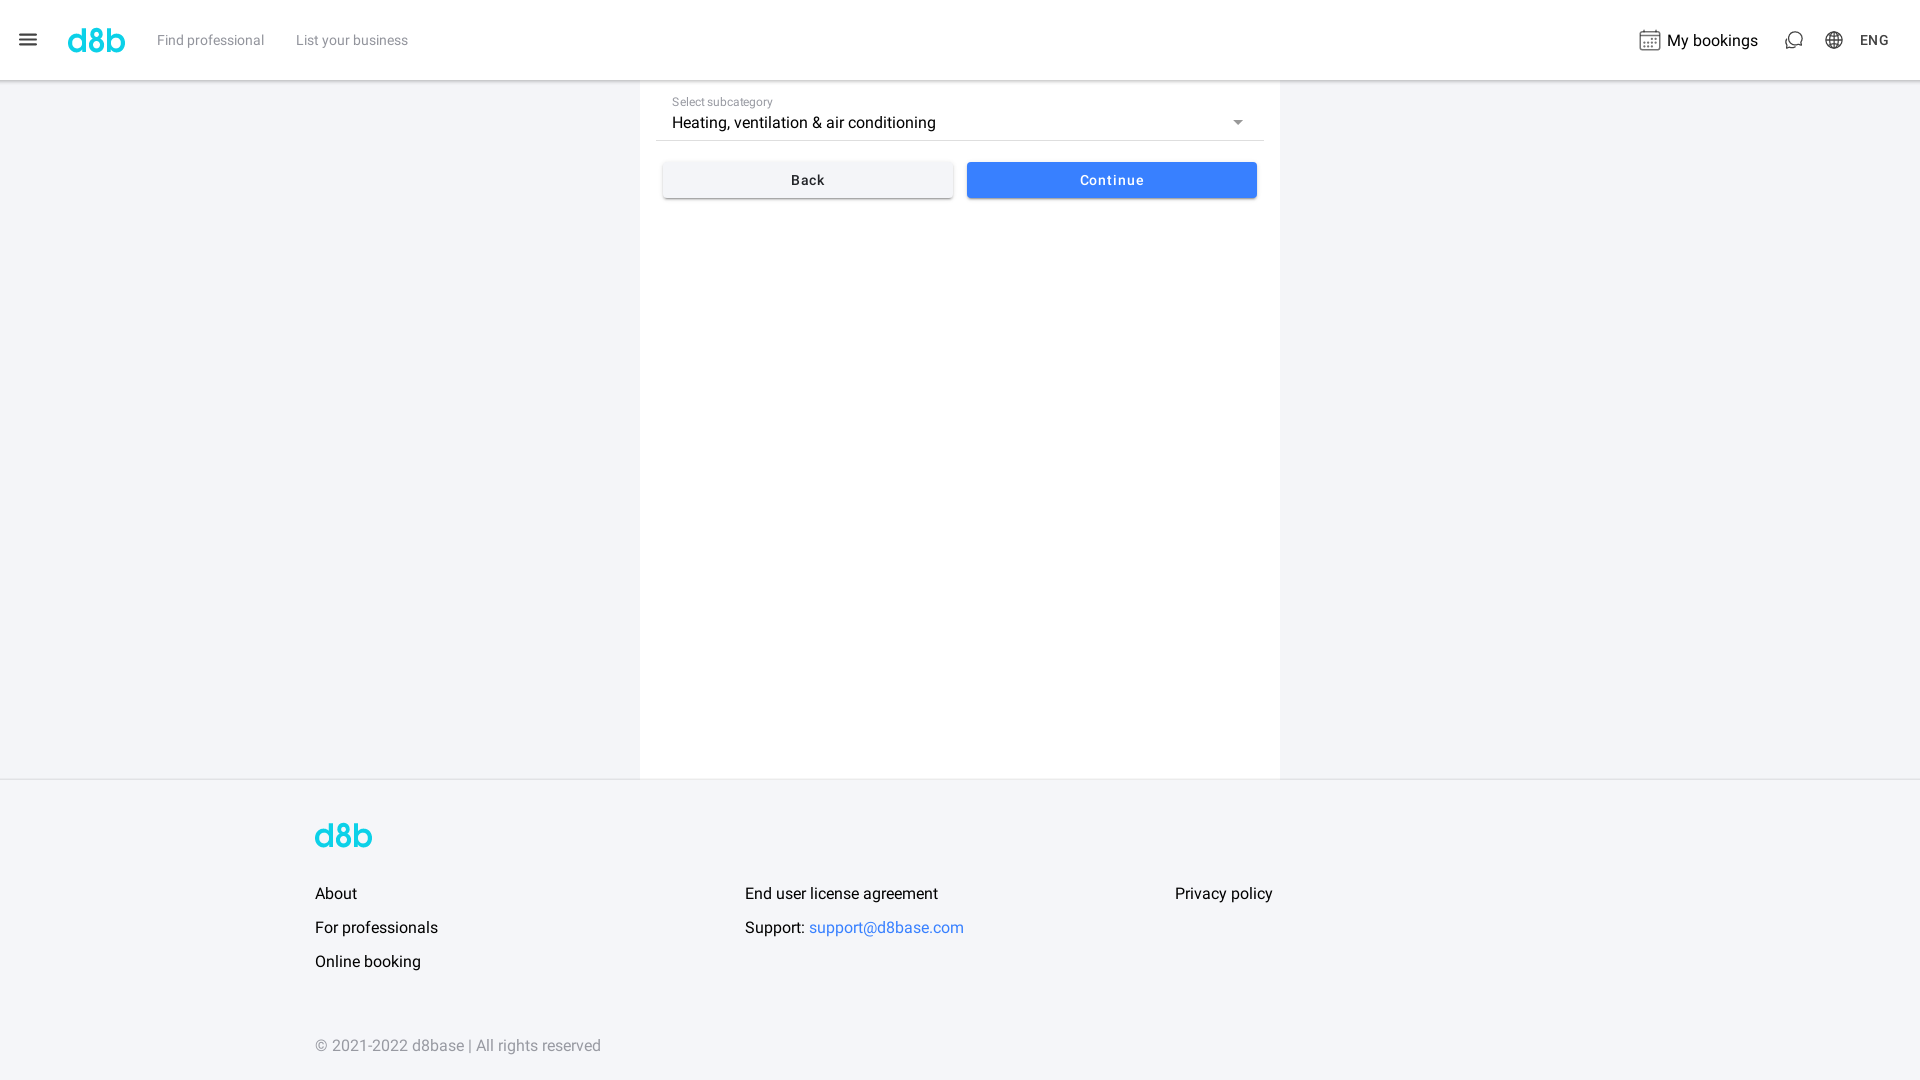 d8b
Find professional
List your business
My bookings
ENG
Select subcategory
Heating, ventilation & air conditioning
Back
Continue
d8b
About
End user license agreement
Privacy policy
For professionals
Support: support@d8base.com
Online booking
© 2021-2022 d8base | All rights reserved